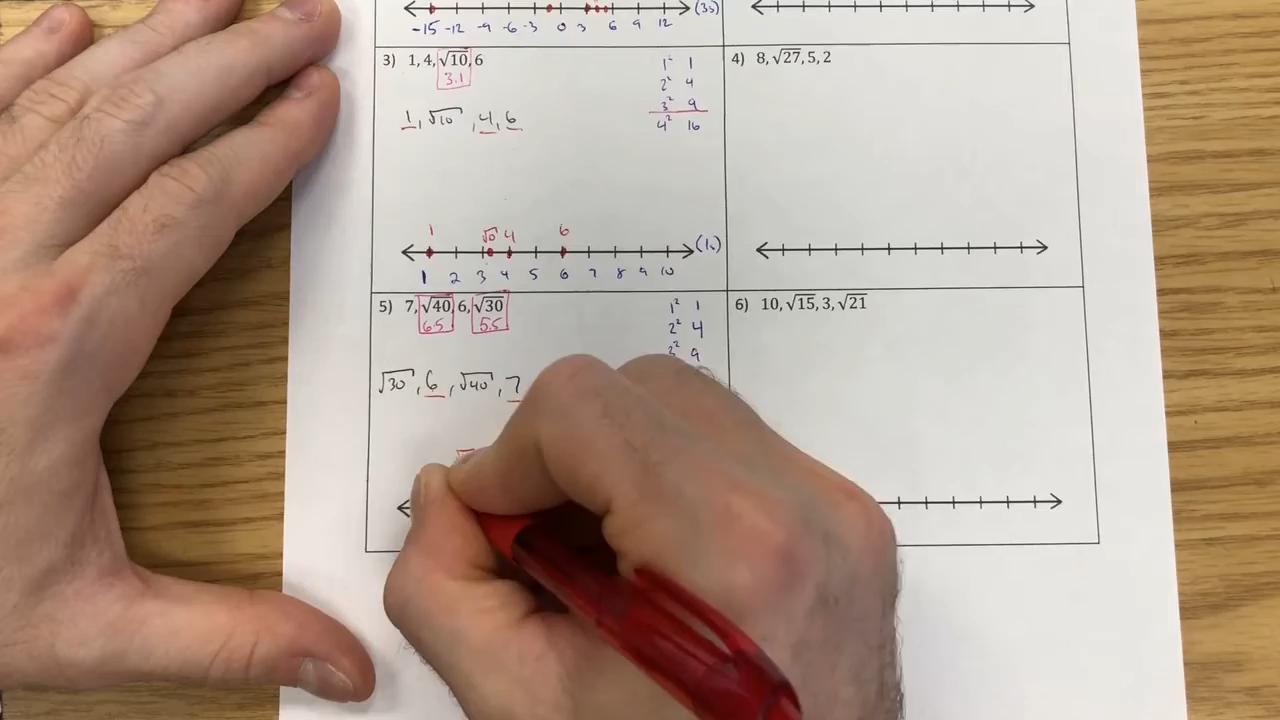 (3s)
-15 -12 -9 -6 -3 0 3 6 9 12
3) 1, 4, √10, 6
3.1
1² 1
2² 4
3² 9
4² 16
1, √10, 4, 6
1 √10 4 6
(1s)
1 2 3 4 5 6 7 8 9 10
4) 8, √27, 5, 2
5) 7, √40, 6, √30
6.5 5.5
1² 1
2² 4
3² 9
√30, 6, √40, 7
6) 10, √15, 3, √21